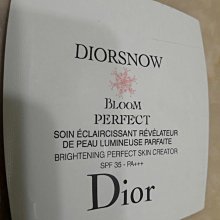 DIORSNOW
BLOOM
PERFECT
SOIN ÉCLAIRCISSANT RÉVÉLATEUR
DE PEAU LUMINEUSE PARFAITE
BRIGHTENING PERFECT SKIN CREATOR
SPF 35 - PA+++
Dior